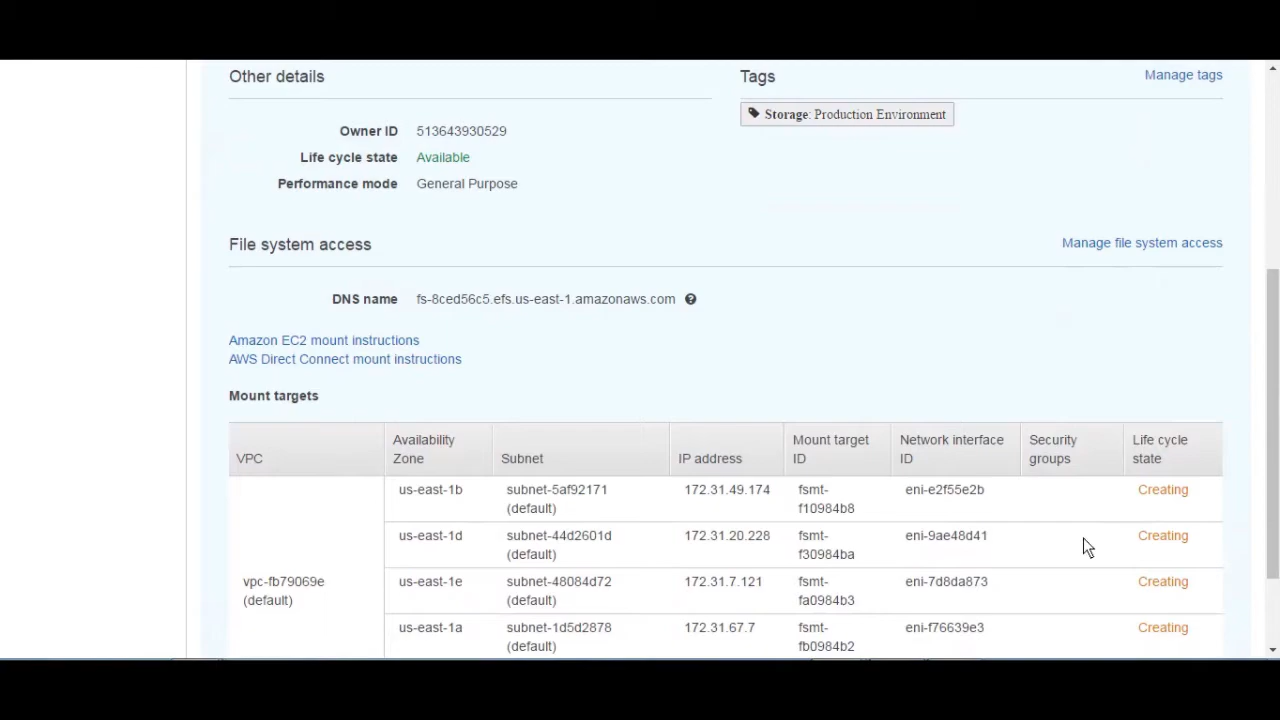 Other details
Tags
Manage tags
Storage: Production Environment
Owner ID 513643930529
Life cycle state Available
Performance mode General Purpose
File system access
Manage file system access
DNS name fs-8ced56c5.efs.us-east-1.amazonaws.com
Amazon EC2 mount instructions
AWS Direct Connect mount instructions
Mount targets
VPC
Availability
Zone
Subnet
IP address
Mount target
ID
Network interface
ID
Security
groups
Life cycle
state
vpc-fb79069e
(default)
us-east-1b
subnet-5af92171
(default)
172.31.49.174
fsmt-
f10984b8
eni-e2f55e2b
Creating
us-east-1d
subnet-44d2601d
(default)
172.31.20.228
fsmt-
f30984ba
eni-9ae48d41
Creating
us-east-1e
subnet-48084d72
(default)
172.31.7.121
fsmt-
fa0984b3
eni-7d8da873
Creating
us-east-1a
subnet-1d5d2878
(default)
172.31.67.7
fsmt-
fb0984b2
eni-f76639e3
Creating